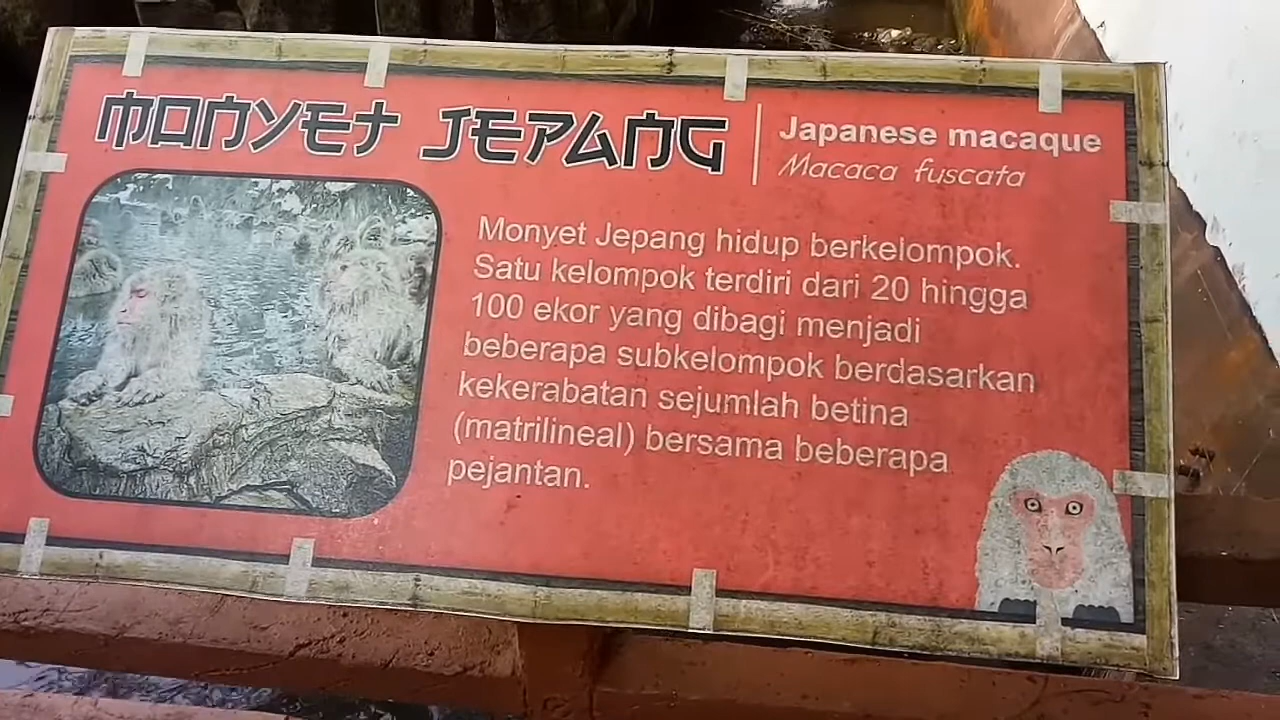 MONYET JEPANG
Japanese macaque
Macaca fuscata
Monyet Jepang hidup berkelompok.
Satu kelompok terdiri dari 20 hingga
100 ekor yang dibagi menjadi
beberapa subkelompok berdasarkan
kekerabatan sejumlah betina
(matrilineal) bersama beberapa
pejantan.